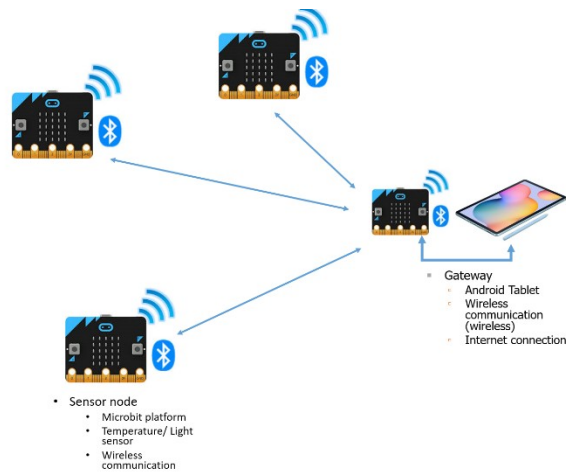 Gateway
Android Tablet
Wireless
communication
(wireless)
Internet connection
Sensor node
Microbit platform
Temperature/ Light
sensor
Wireless
communication